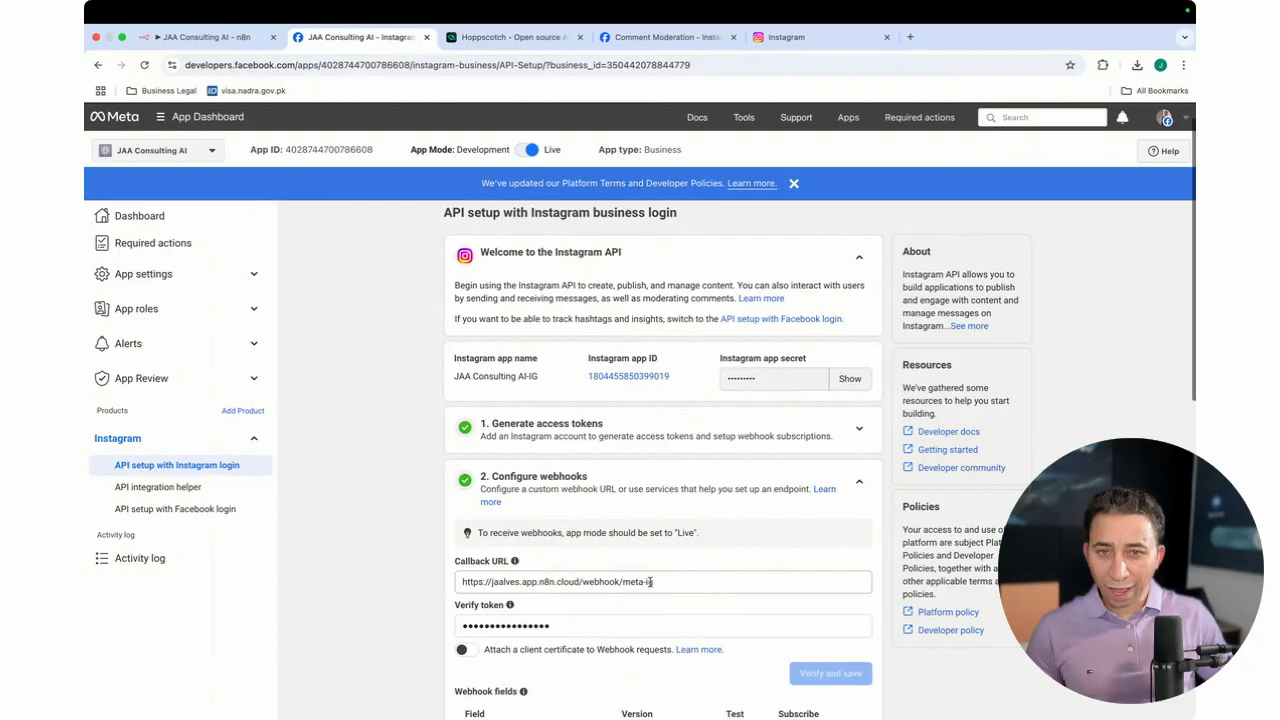 JAA Consulting AI - n8n
JAA Consulting AI - Instagran
Hoppscotch - Open source A
Comment Moderation - Insta
Instagram
developers.facebook.com/apps/4028744700786608/instagram-business/API-Setup/?business_id=350442078844779
J
Business Legal
visa.nadra.gov.pk
All Bookmarks
Meta
App Dashboard
Docs
Tools
Support
Apps
Required actions
Search
JAA Consulting AI
App ID: 4028744700786608
App Mode: Development
Live
App type: Business
Help
We've updated our Platform Terms and Developer Policies. Learn more.
Dashboard
Required actions
App settings
App roles
Alerts
App Review
Products
Add Product
Instagram
API setup with Instagram login
API integration helper
API setup with Facebook login
Activity log
Activity log
API setup with Instagram business login
Welcome to the Instagram API
Begin using the Instagram API to create, publish, and manage content. You can also interact with users
by sending and receiving messages, as well as moderating comments. Learn more
If you want to be able to track hashtags and insights, switch to the API setup with Facebook login.
Instagram app name
Instagram app ID
Instagram app secret
JAA Consulting AI-IG
1804455850399019
•••••••••
Show
1. Generate access tokens
Add an Instagram account to generate access tokens and setup webhook subscriptions.
2. Configure webhooks
Configure a custom webhook URL or use services that help you set up an endpoint. Learn
more
To receive webhooks, app mode should be set to "Live".
Callback URL
https://jaalves.app.n8n.cloud/webhook/meta-ig
Verify token
••••••••••••••••
Attach a client certificate to Webhook requests. Learn more.
Verify and save
Webhook fields
Field
Version
Test
Subscribe
About
Instagram API allows you to
build applications to publish
and engage with content and
manage messages on
Instagram...See more
Resources
We've gathered some
resources to help you start
building.
Developer docs
Getting started
Developer community
Policies
Your access to and use of
platform are subject
Policies and Developer
Policies, together with
other applicable terms
policies.
Platform policy
Developer policy